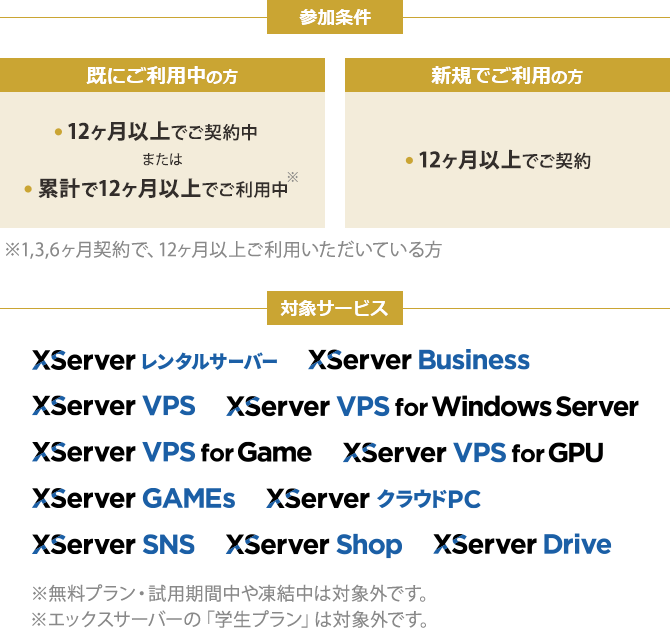 参加条件
既にご利用中の方
• 12ヶ月以上でご契約中
または
• 累計で12ヶ月以上でご利用中※
新規でご利用の方
• 12ヶ月以上でご契約
※1,3,6ヶ月契約で、12ヶ月以上ご利用いただいている方
対象サービス
XServer レンタルサーバー XServer Business
XServer VPS XServer VPS for Windows Server
XServer VPS for Game XServer VPS for GPU
XServer GAMEs XServer クラウドPC
XServer SNS XServer Shop XServer Drive
※無料プラン・試用期間中や凍結中は対象外です。
※エックスサーバーの「学生プラン」は対象外です。